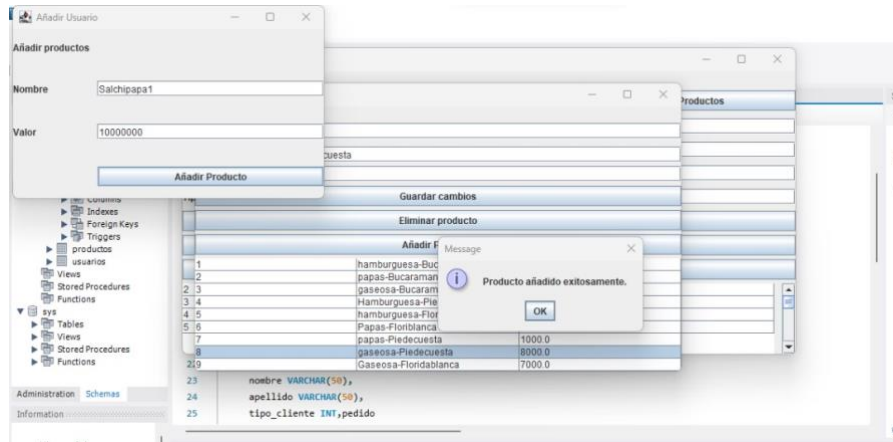 Añadir Usuario
Añadir productos
Nombre
Salchipapa1
Valor
10000000
Añadir Producto
Productos
cuesta
Guardar cambios
Eliminar producto
Añadir P
Message
Producto añadido exitosamente.
OK
1 hamburguesa-Buc
2 papas-Bucaraman
2 3 gaseosa-Bucaram
3 4 Hamburguesa-Pie
4 5 hamburguesa-Flor
5 6 Papas-Floriblanca
7 papas-Piedecuesta 1000.0
8 gaseosa-Piedecuesta 8000.0
9 Gaseosa-Floridablanca 7000.0
Columns
Indexes
Foreign Keys
Triggers
productos
usuarios
Views
Stored Procedures
Functions
sys
Tables
Views
Stored Procedures
Functions
Administration Schemas
Information
23 nombre VARCHAR(50),
24 apellido VARCHAR(50),
25 tipo_cliente INT,pedido